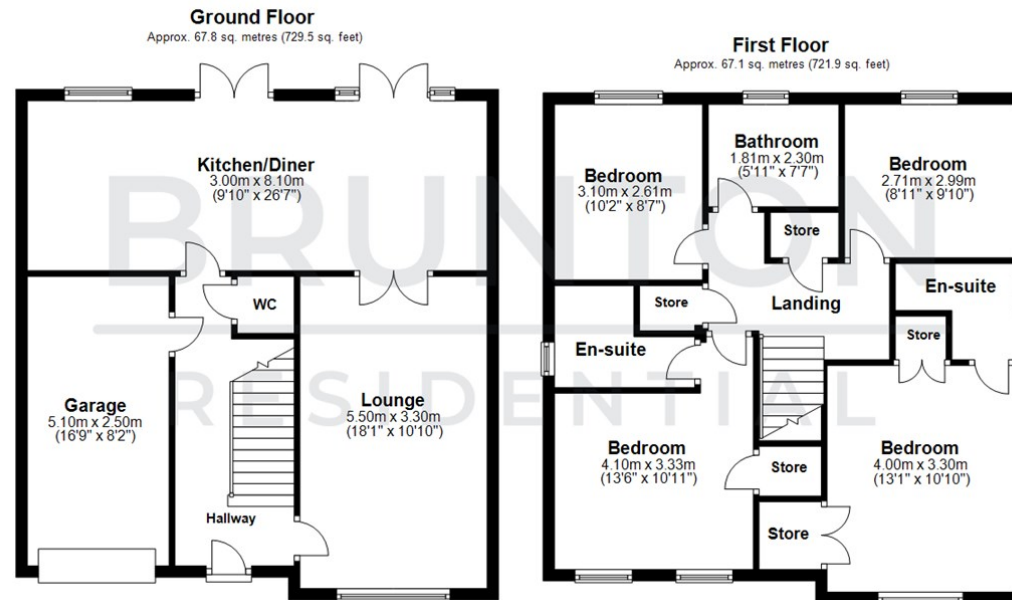 Ground Floor
Approx. 67.8 sq. metres (729.5 sq. feet)
Kitchen/Diner
3.00m x 8.10m
(9'10" x 26'7")
WC
Garage
5.10m x 2.50m
(16'9" x 8'2")
Lounge
5.50m x 3.30m
(18'1" x 10'10")
Hallway
First Floor
Approx. 67.1 sq. metres (721.9 sq. feet)
Bedroom
3.10m x 2.61m
(10'2" x 8'7")
Bathroom
1.81m x 2.30m
(5'11" x 7'7")
Bedroom
2.71m x 2.99m
(8'11" x 9'10")
Store
Store
Landing
En-suite
En-suite
Store
Bedroom
4.10m x 3.33m
(13'6" x 10'11")
Store
Store
Bedroom
4.00m x 3.30m
(13'1" x 10'10")
BRUNTON
RESIDENTIAL